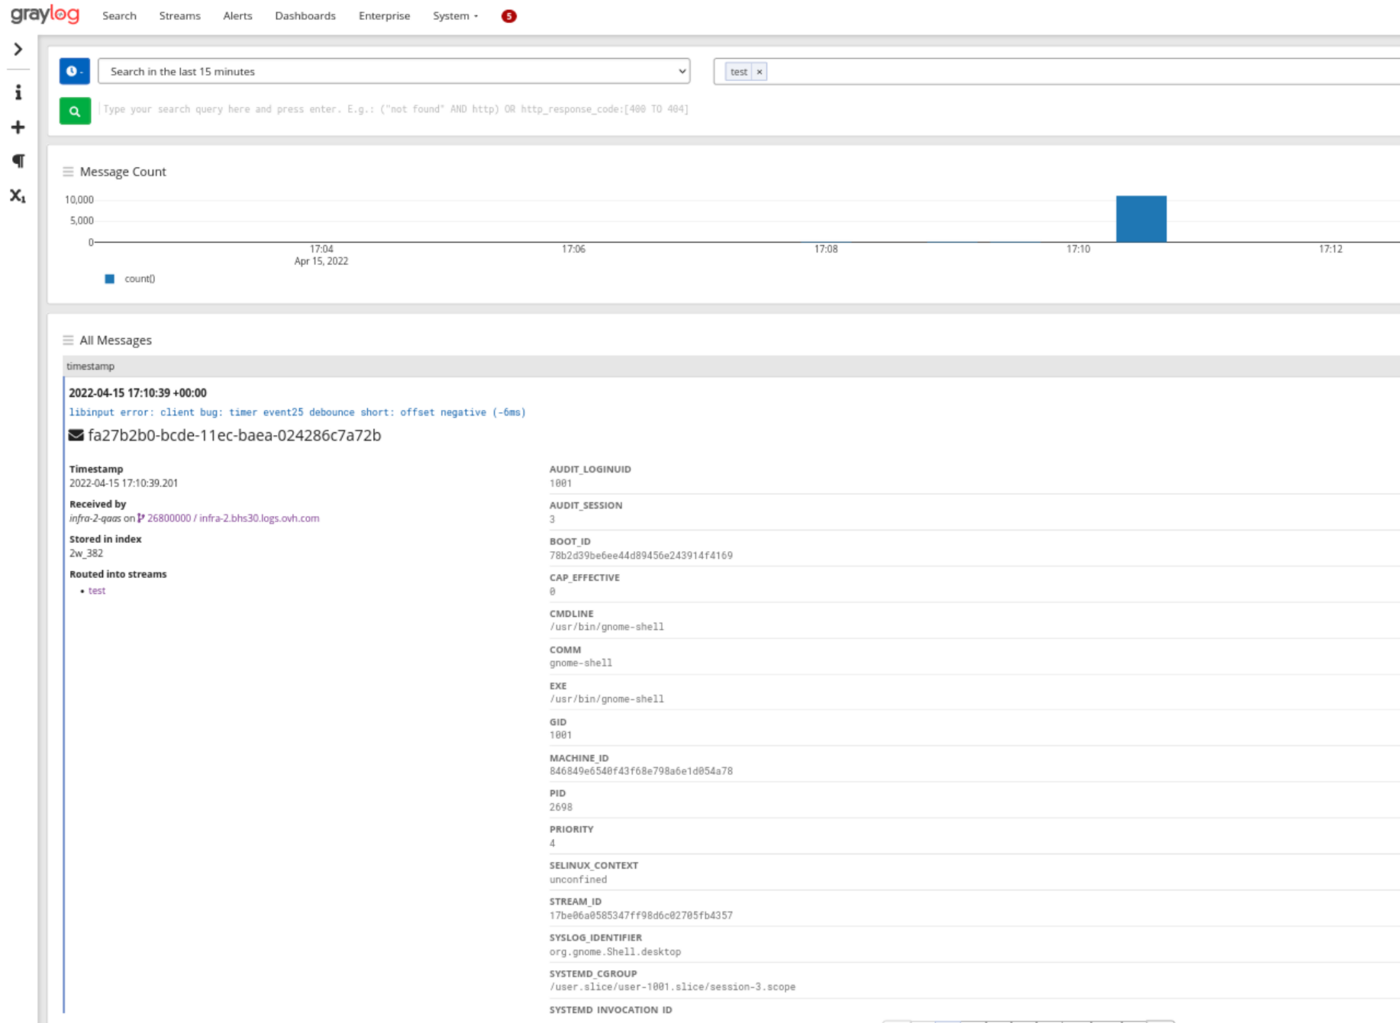 graylog Search Streams Alerts Dashboards Enterprise System 5
Search in the last 15 minutes
test ×
Type your search query here and press enter. E.g.: ("not found" AND http) OR http_response_code:[400 TO 404]
Message Count
10,000
5,000
0
17:04 17:06 17:08 17:10 17:12
Apr 15, 2022
count()
All Messages
timestamp
2022-04-15 17:10:39 +00:00
libinput error: client bug: timer event25 debounce short: offset negative (-6ms)
fa27b2b0-bcde-11ec-baea-024286c7a72b
Timestamp
2022-04-15 17:10:39.201
Received by
infra-2-qaas on 26800000 / infra-2.bhs30.logs.ovh.com
Stored in index
2w_382
Routed into streams
• test
AUDIT_LOGINUID
1001
AUDIT_SESSION
3
BOOT_ID
78b2d39be6ee44d89456e243914f4169
CAP_EFFECTIVE
0
CMDLINE
/usr/bin/gnome-shell
COMM
gnome-shell
EXE
/usr/bin/gnome-shell
GID
1001
MACHINE_ID
846849e6540f43f68e798a6e1d054a78
PID
2698
PRIORITY
4
SELINUX_CONTEXT
unconfined
STREAM_ID
17be06a0585347ff98d6c02705fb4357
SYSLOG_IDENTIFIER
org.gnome.Shell.desktop
SYSTEMD_CGROUP
/user.slice/user-1001.slice/session-3.scope
SYSTEMD_INVOCATION_ID